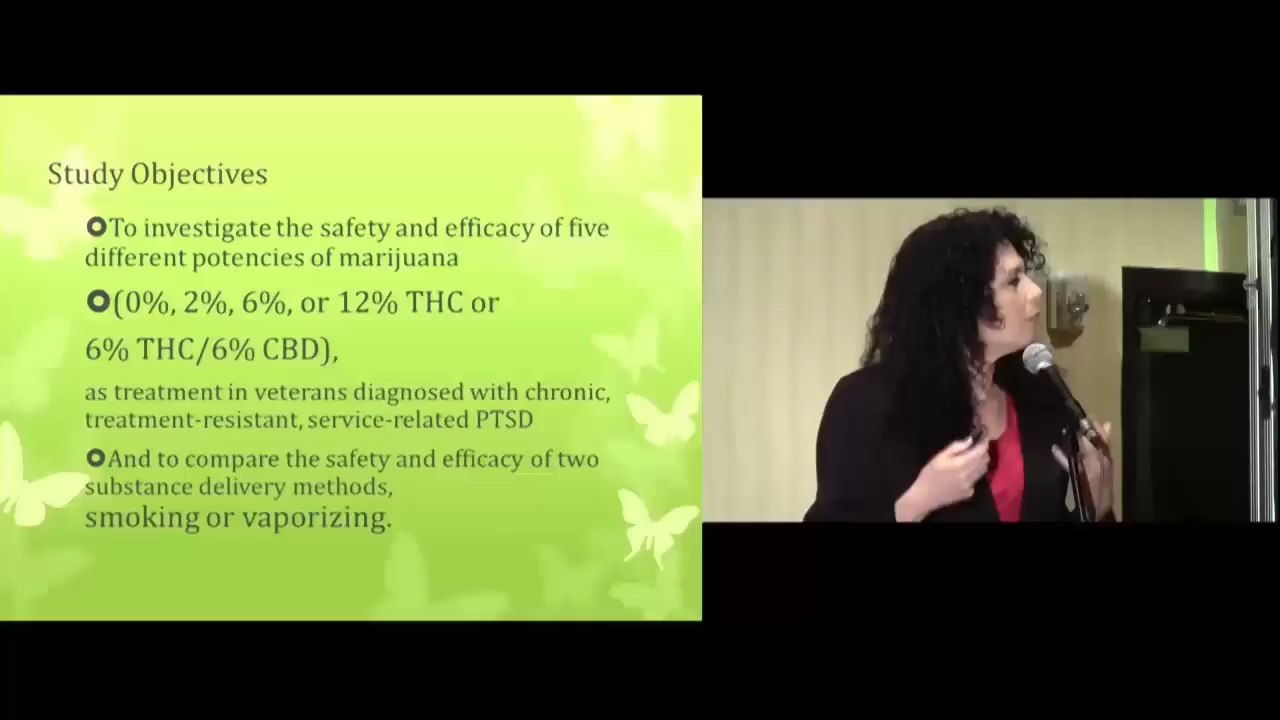 Study Objectives
To investigate the safety and efficacy of five
different potencies of marijuana
(0%, 2%, 6%, or 12% THC or
6% THC/6% CBD),
as treatment in veterans diagnosed with chronic,
treatment-resistant, service-related PTSD
And to compare the safety and efficacy of two
substance delivery methods,
smoking or vaporizing.